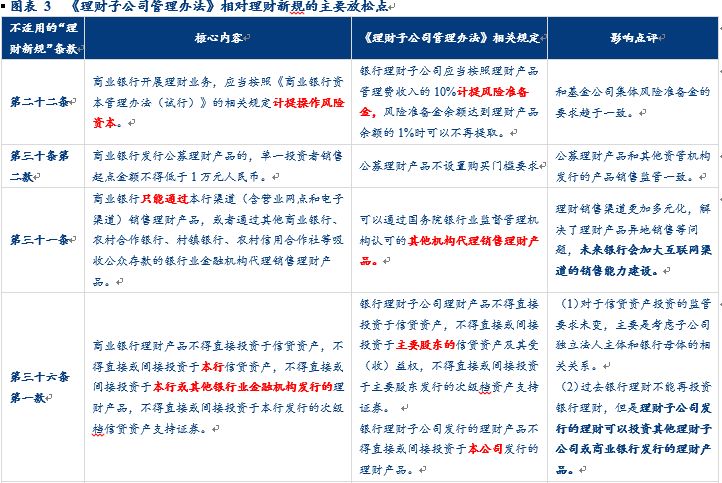 图表 3 《理财子公司管理办法》相对理财新规的主要放松点
不适用的“理
财新规”条款
核心内容
《理财子公司管理办法》相关规定
影响点评
第二十二条
商业银行开展理财业务，应当按照《商业银行资
本管理办法（试行）》的相关规定计提操作风险
资本。
银行理财子公司应当按照理财产品
管理费收入的 10%计提风险准备
金，风险准备金余额达到理财产品
余额的 1%时可以不再提取。
和基金公司集体风险准备金的
要求趋于一致。
第三十条第
二款
商业银行发行公募理财产品的，单一投资者销售
起点金额不得低于 1 万元人民币。
公募理财产品不设置购买门槛要求
公募理财产品和其他资管机构
发行的产品销售监管一致。
第三十一条
商业银行只能通过本行渠道（含营业网点和电子
渠道）销售理财产品，或者通过其他商业银行、
农村合作银行、村镇银行、农村信用合作社等吸
收公众存款的银行业金融机构代理销售理财产
品。
可以通过国务院银行业监督管理机
构认可的其他机构代理销售理财产
品。
理财销售渠道更加多元化，解
决了理财产品异地销售等问
题，未来银行会加大互联网渠
道的销售能力建设。
第三十六条
第一款
商业银行理财产品不得直接投资于信贷资产，不
得直接或间接投资于本行信贷资产，不得直接或
间接投资于本行或其他银行业金融机构发行的理
财产品，不得直接或间接投资于本行发行的次级
档信贷资产支持证券。
银行理财子公司理财产品不得直接
投资于信贷资产，不得直接或间接
投资于主要股东的信贷资产及其受
（收）益权，不得直接或间接投资
于主要股东发行的次级档资产支持
证券。
银行理财子公司发行的理财产品不
得直接或间接投资于本公司发行的
理财产品。
（1）对于信贷资产投资的监管
要求未变，主要是考虑子公司
独立法人主体和银行母体的相
关关系。
（2）过去银行理财不能再投资
银行理财，但是理财子公司发
行的理财可以投资其他理财子
公司或商业银行发行的理财产
品。